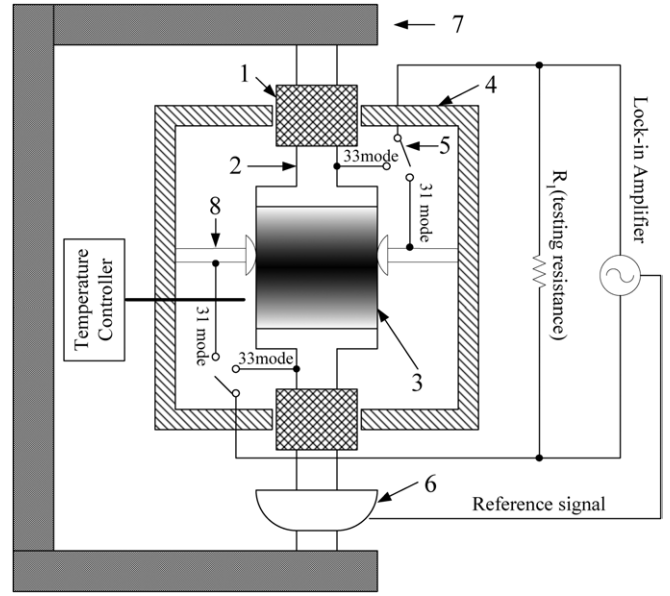 7
1
4
5
2
33mode
31 mode
8
Lock-in Amplifier
R1(testing resistance)
Temperature
Controller
31 mode
33mode
3
6
Reference signal